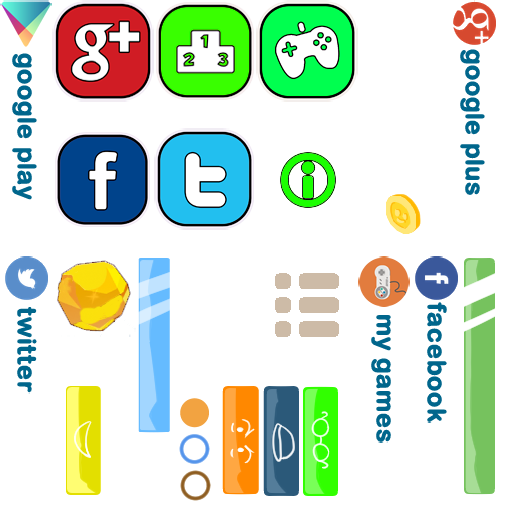 g+
1
2 3
google play
google plus
f
t
i
g+
f
twitter
my games
facebook